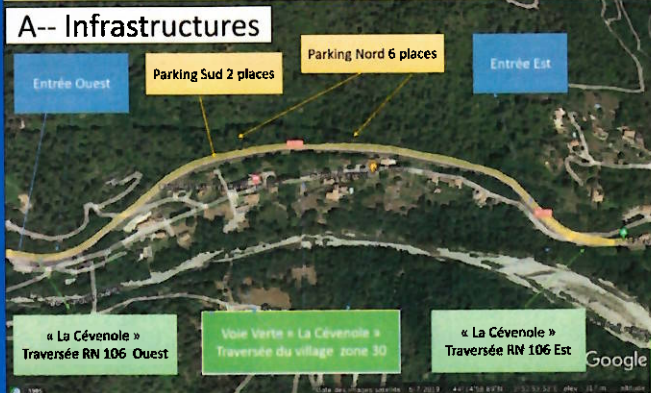 A-- Infrastructures
Parking Nord 6 places
Entrée Ouest
Parking Sud 2 places
Entrée Est
« La Cévenole »
Traversée RN 106 Ouest
Voie Verte « La Cévenole »
Traversée du village zone 30
« La Cévenole »
Traversée RN 106 Est
Google
1985